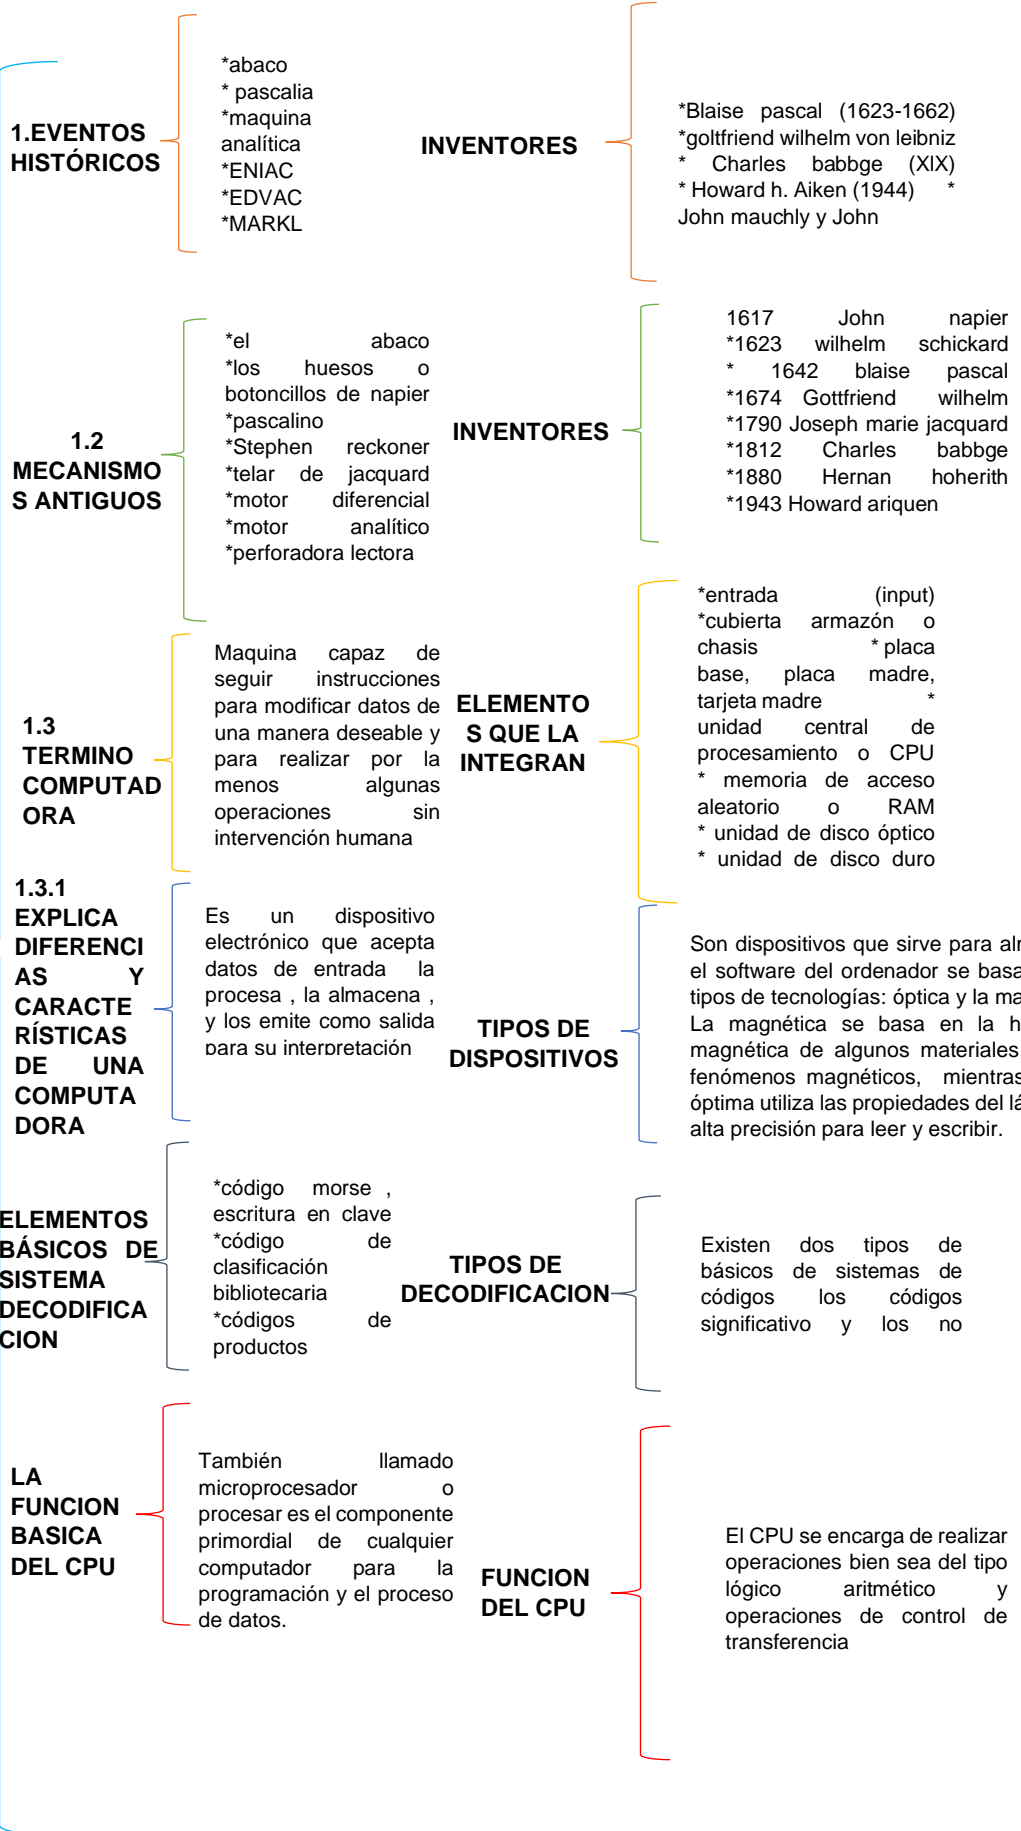 1.EVENTOS
HISTÓRICOS
*abaco
* pascalia
*maquina
analítica
*ENIAC
*EDVAC
*MARKL
INVENTORES
*Blaise pascal (1623-1662)
*goltfriend wilhelm von leibniz
* Charles babbge (XIX)
* Howard h. Aiken (1944) *
John mauchly y John
1.2
MECANISMO
S ANTIGUOS
*el abaco
*los huesos o
botoncillos de napier
*pascalino
*Stephen reckoner
*telar de jacquard
*motor diferencial
*motor analítico
*perforadora lectora
INVENTORES
1617 John napier
*1623 wilhelm schickard
* 1642 blaise pascal
*1674 Gottfriend wilhelm
*1790 Joseph marie jacquard
*1812 Charles babbge
*1880 Hernan hoherith
*1943 Howard ariquen
1.3
TERMINO
COMPUTAD
ORA
Maquina capaz de
seguir instrucciones
para modificar datos de
una manera deseable y
para realizar por la
menos algunas
operaciones sin
intervención humana
ELEMENTO
S QUE LA
INTEGRAN
*entrada (input)
*cubierta armazón o
chasis * placa
base, placa madre,
tarjeta madre *
unidad central de
procesamiento o CPU
* memoria de acceso
aleatorio o RAM
* unidad de disco óptico
* unidad de disco duro
1.3.1
EXPLICA
DIFERENCI
AS Y
CARACTE
RÍSTICAS
DE UNA
COMPUTA
DORA
Es un dispositivo
electrónico que acepta
datos de entrada la
procesa , la almacena ,
y los emite como salida
para su interpretación
TIPOS DE
DISPOSITIVOS
Son dispositivos que sirve para
el software del ordenador se basa
tipos de tecnologías: óptica y la
La magnética se basa en la
magnética de algunos materiales
fenómenos magnéticos, mientras
óptima utiliza las propiedades del
alta precisión para leer y escribir.
ELEMENTOS
BÁSICOS DE
SISTEMA
DECODIFICA
CION
*código morse ,
escritura en clave
*código de
clasificación
bibliotecaria
*códigos de
productos
TIPOS DE
DECODIFICACION
Existen dos tipos de
básicos de sistemas de
códigos los códigos
significativo y los no
LA
FUNCION
BASICA
DEL CPU
También llamado
microprocesador o
procesar es el componente
primordial de cualquier
computador para la
programación y el proceso
de datos.
FUNCION
DEL CPU
El CPU se encarga de realizar
operaciones bien sea del tipo
lógico aritmético y
operaciones de control de
transferencia